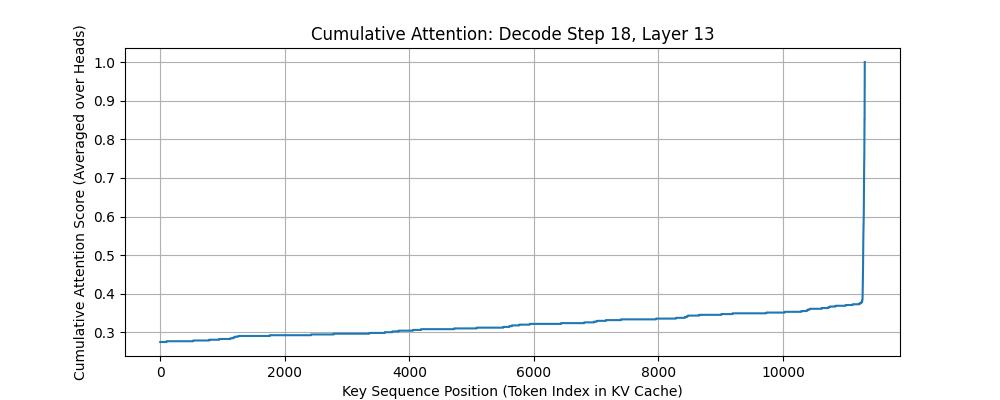 Cumulative Attention: Decode Step 18, Layer 13
Cumulative Attention Score (Averaged over Heads)
1.0
0.9
0.8
0.7
0.6
0.5
0.4
0.3
0 2000 4000 6000 8000 10000
Key Sequence Position (Token Index in KV Cache)